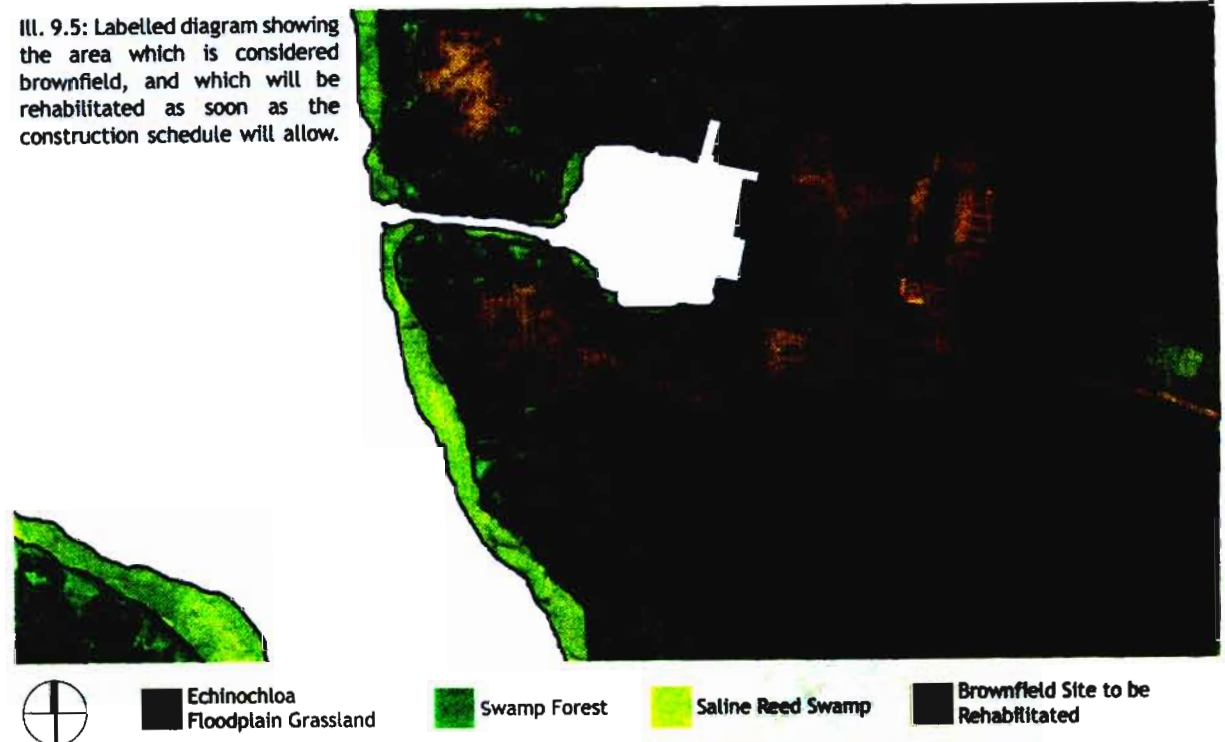 Ill. 9.5: Labelled diagram showing
the area which is considered
brownfield, and which will be
rehabilitated as soon as the
construction schedule will allow.
Echinochloa
Floodplain Grassland
Swamp Forest
Saline Reed Swamp
Brownfield Site to be
Rehabilitated